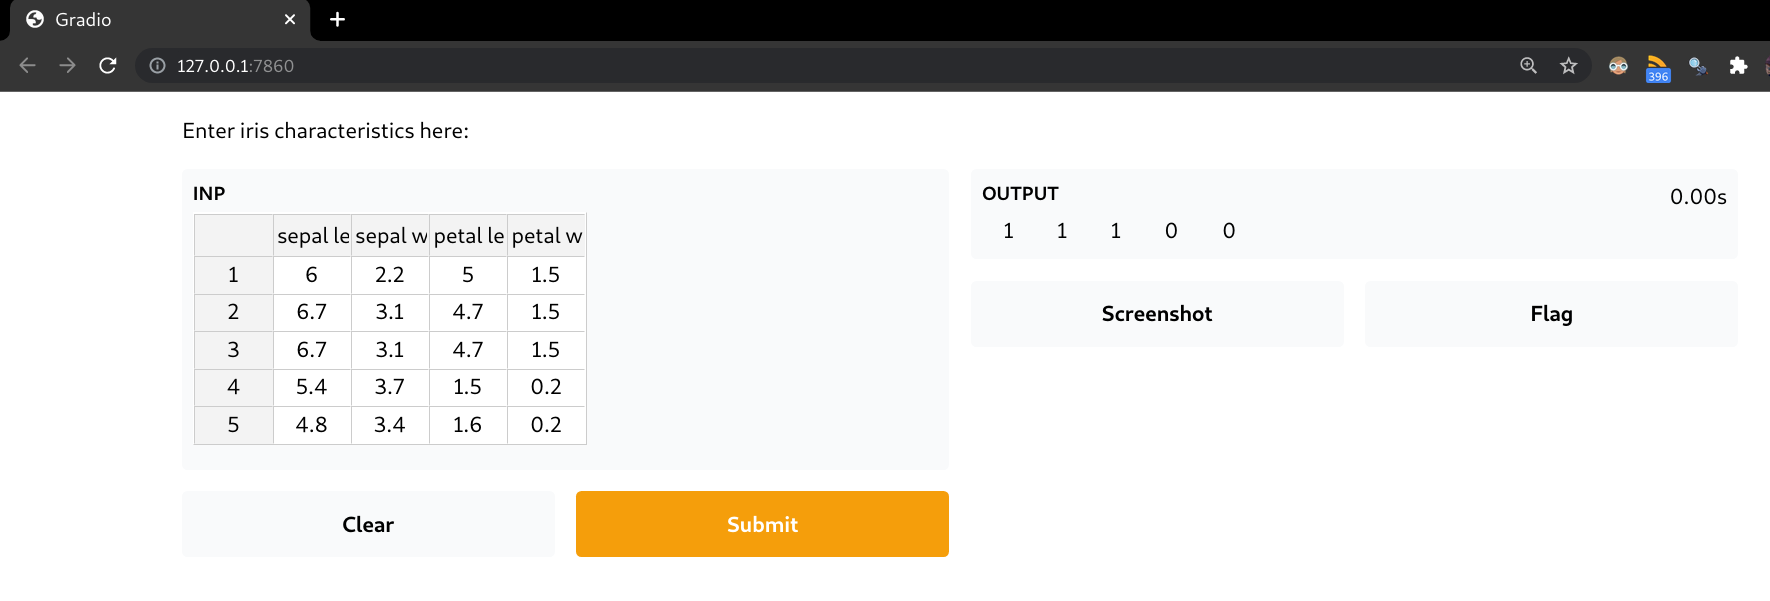 Gradio
127.0.0.1:7860
396
Enter iris characteristics here:
INP
sepal le sepal w petal le petal w
1 6 2.2 5 1.5
2 6.7 3.1 4.7 1.5
3 6.7 3.1 4.7 1.5
4 5.4 3.7 1.5 0.2
5 4.8 3.4 1.6 0.2
Clear
Submit
OUTPUT
0.00s
1 1 1 0 0
Screenshot
Flag